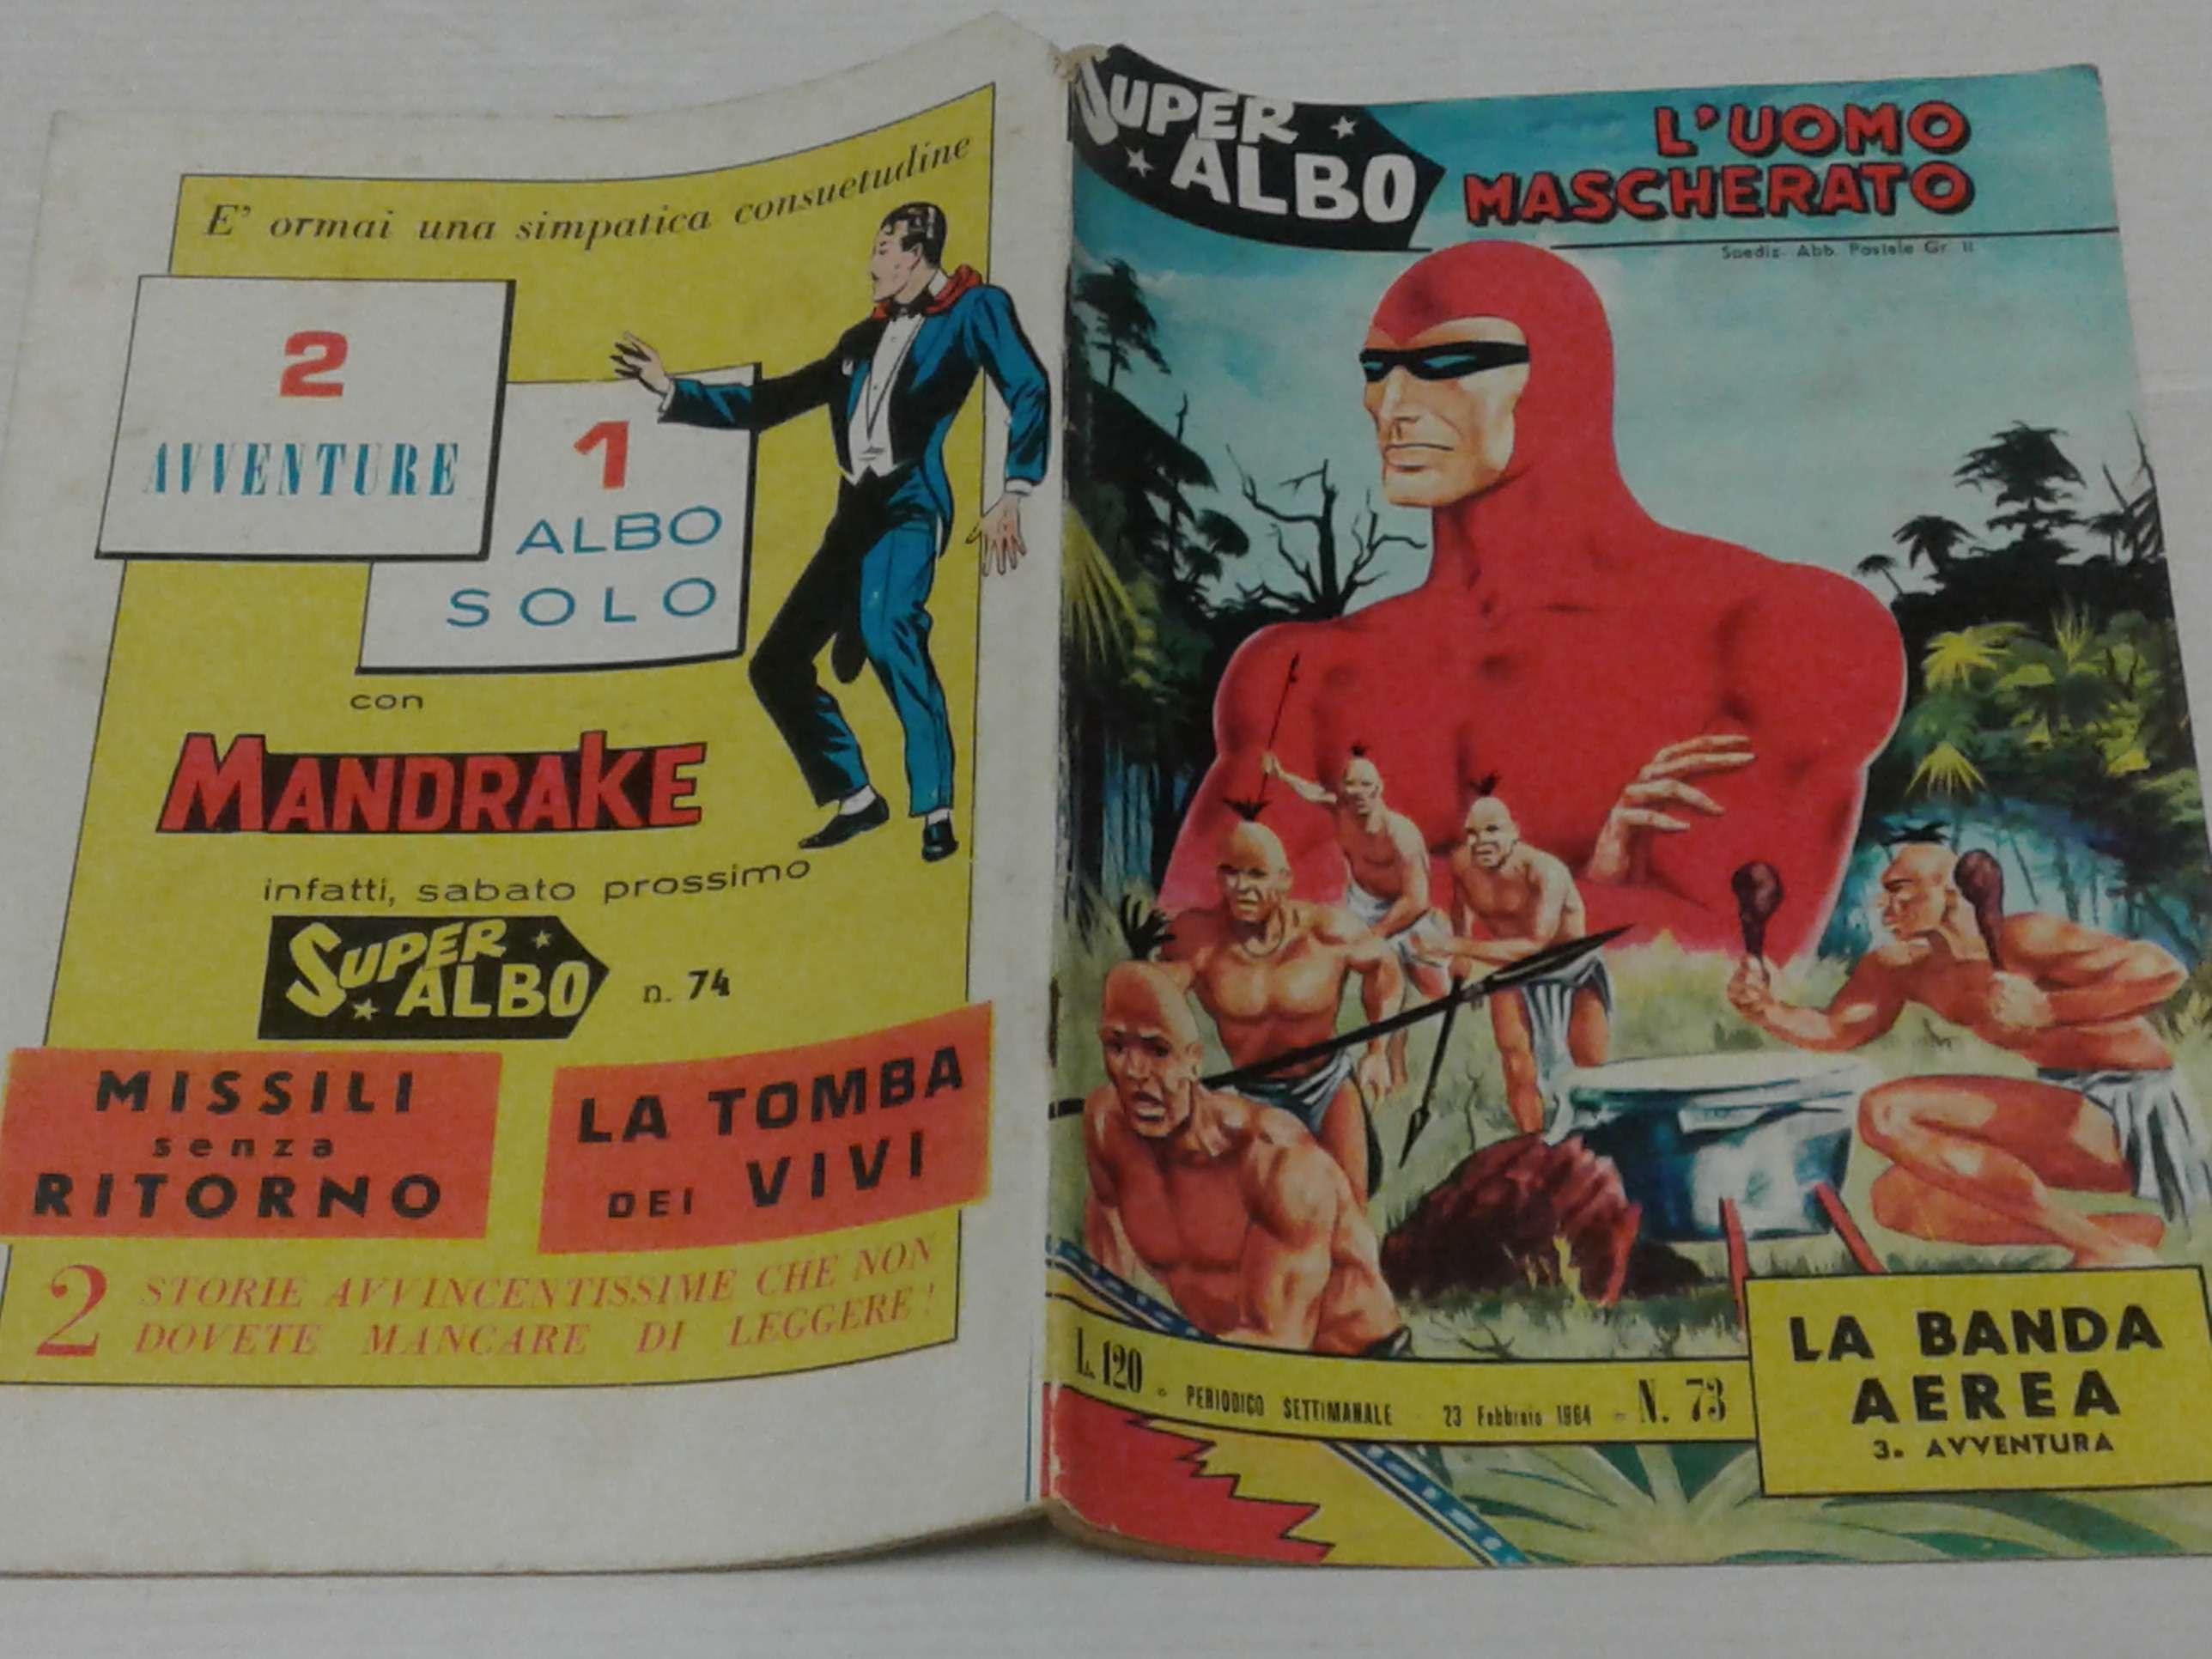 E' ormai una simpatica consuetudine
2
AVVENTURE
1
ALBO
SOLO
con
MANDRAKE
infatti, sabato prossimo
SUPER
ALBO
n. 74
MISSILI
senza
RITORNO
LA TOMBA
DEI VIVI
2 STORIE AVVINCENTISSIME CHE NON
DOVETE MANCARE DI LEGGERE!
SUPER
ALBO
L'UOMO
MASCHERATO
Spediz. Abb. Postale Gr. II
L. 120 - PERIODICO SETTIMANALE - 23 Febbraio 1964 - N. 73
LA BANDA
AEREA
3. AVVENTURA